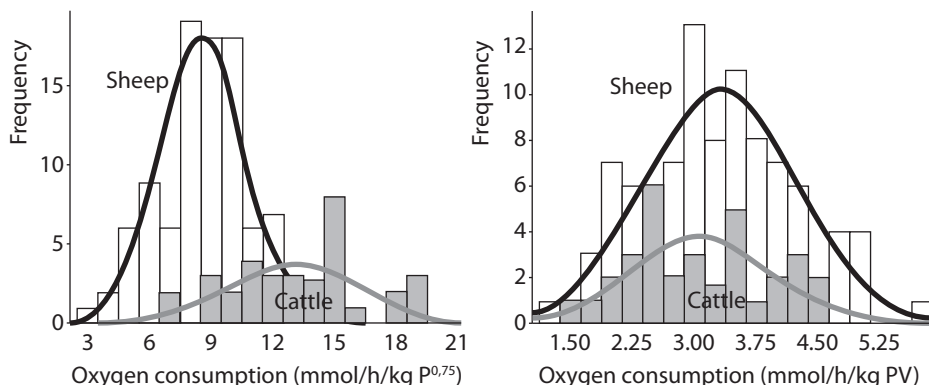 Frequency
15
10
5
0
Sheep
Cattle
3 6 9 12 15 18 21
Oxygen consumption (mmol/h/kg P0,75)
Frequency
12
10
8
6
4
2
0
Sheep
Cattle
1.50 2.25 3.00 3.75 4.50 5.25
Oxygen consumption (mmol/h/kg PV)